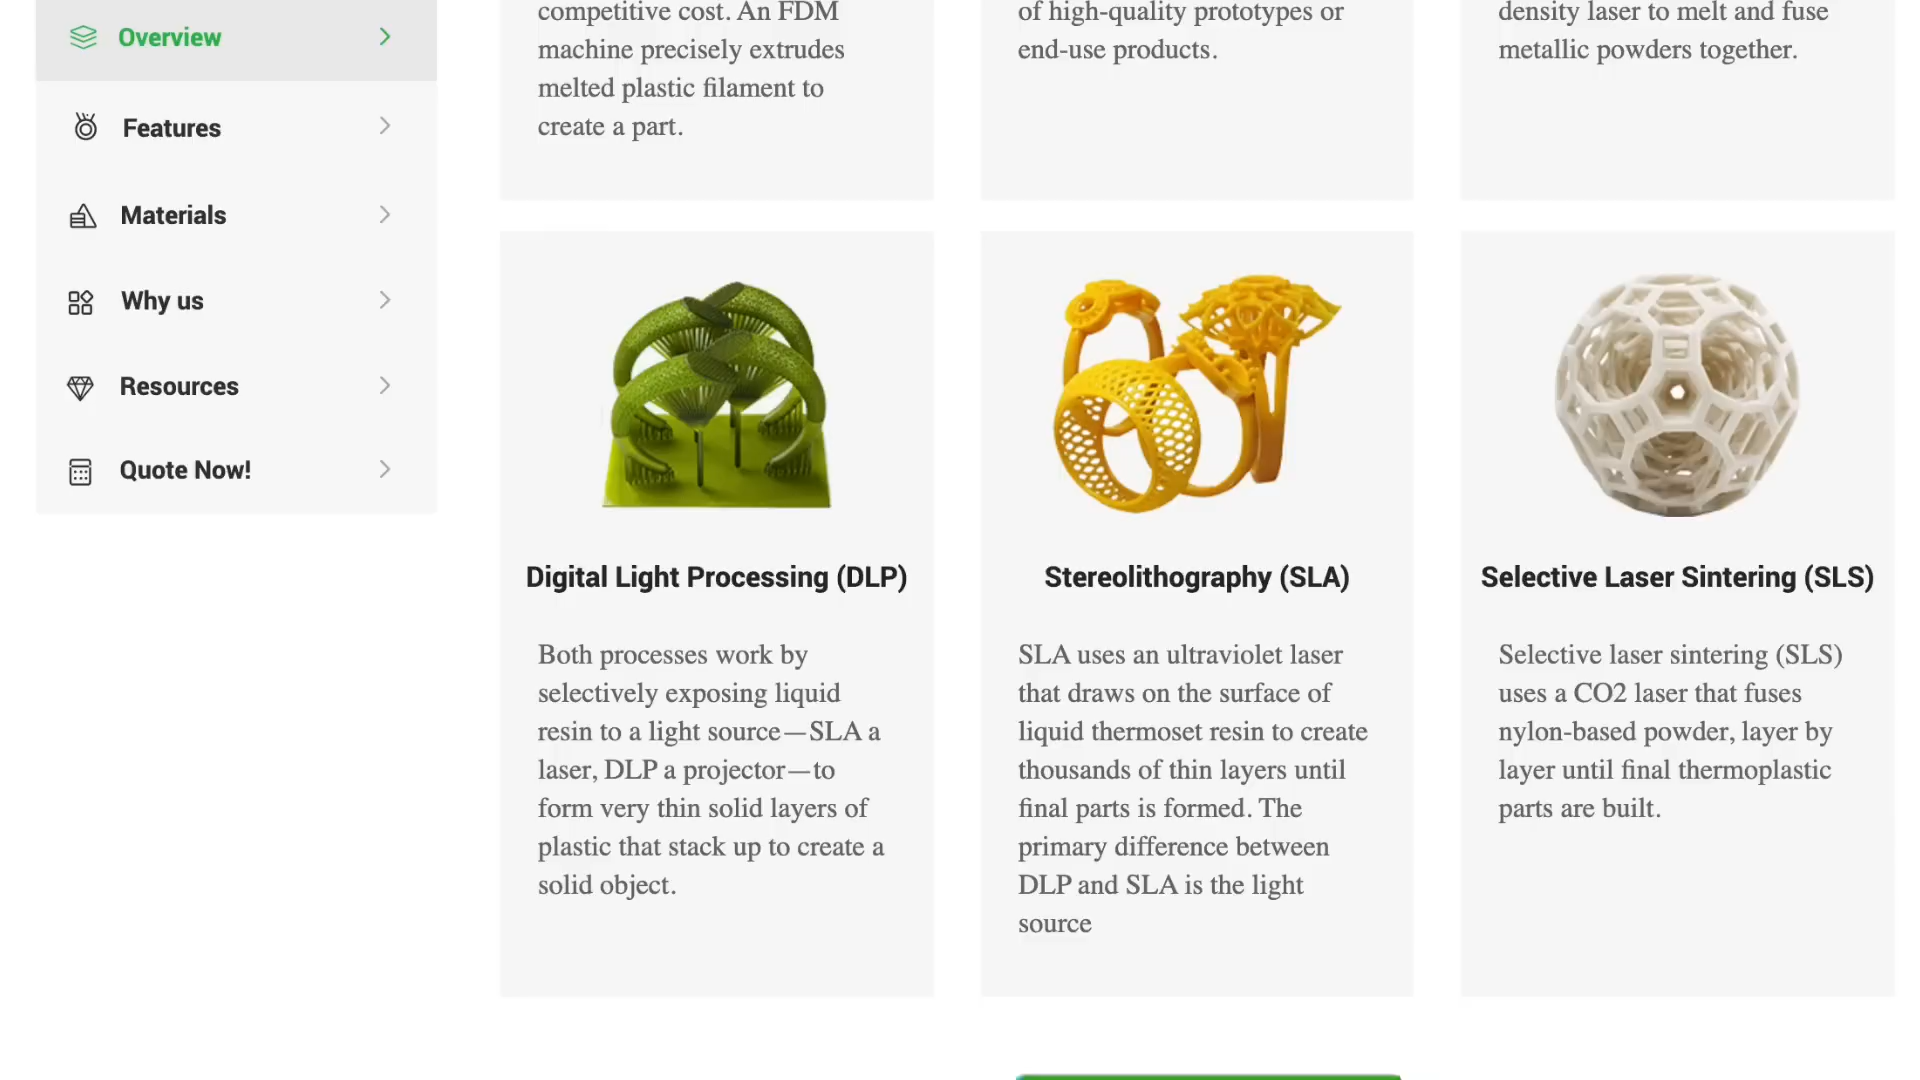 Overview
Features
Materials
Why us
Resources
Quote Now!
competitive cost. An FDM
machine precisely extrudes
melted plastic filament to
create a part.
of high-quality prototypes or
end-use products.
density laser to melt and fuse
metallic powders together.
Digital Light Processing (DLP)
Both processes work by
selectively exposing liquid
resin to a light source—SLA a
laser, DLP a projector—to
form very thin solid layers of
plastic that stack up to create a
solid object.
Stereolithography (SLA)
SLA uses an ultraviolet laser
that draws on the surface of
liquid thermoset resin to create
thousands of thin layers until
final parts is formed. The
primary difference between
DLP and SLA is the light
source
Selective Laser Sintering (SLS)
Selective laser sintering (SLS)
uses a CO2 laser that fuses
nylon-based powder, layer by
layer until final thermoplastic
parts are built.